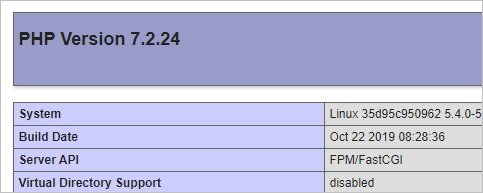 PHP Version 7.2.24
System Linux 35d95c950962 5.4.0-5
Build Date Oct 22 2019 08:28:36
Server API FPM/FastCGI
Virtual Directory Support disabled